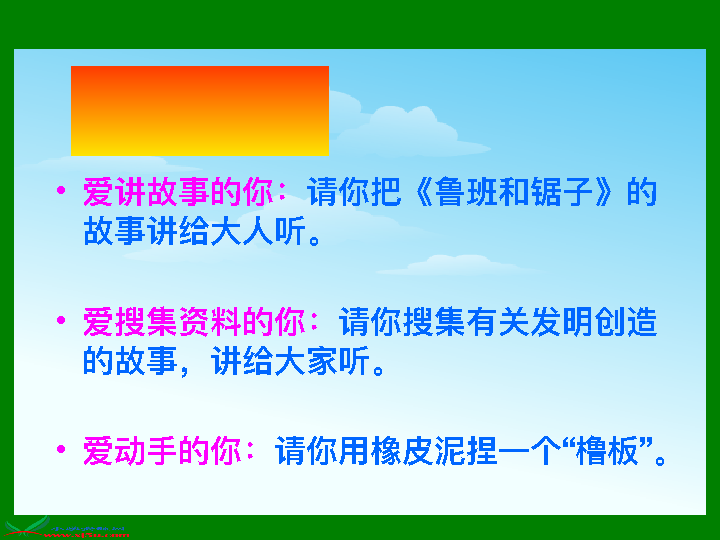 • 爱讲故事的你：请你把《鲁班和锯子》的
故事讲给大人听。
• 爱搜集资料的你：请你搜集有关发明创造
的故事，讲给大家听。
• 爱动手的你：请你用橡皮泥捏一个“橹板”。